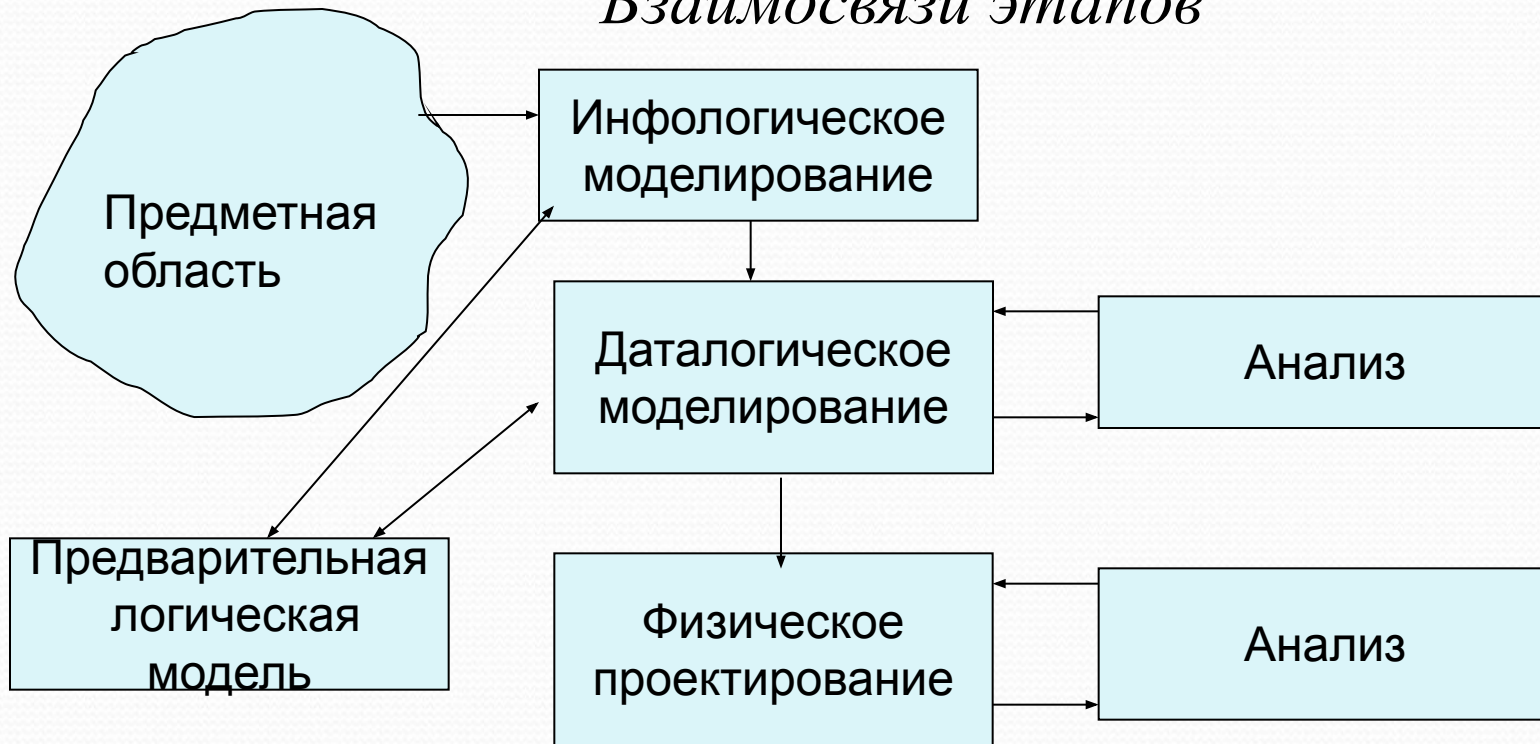 Взаимосвязи этапов
Инфологическое
моделирование
Предметная
область
Даталогическое
моделирование
Анализ
Предварительная
логическая
модель
Физическое
проектирование
Анализ